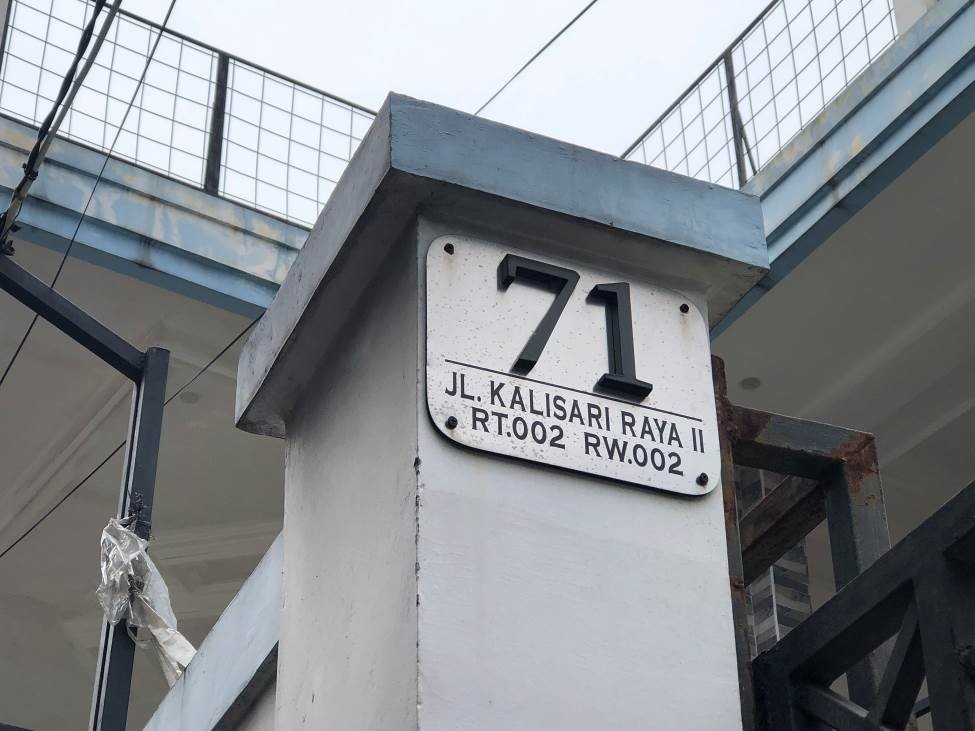 71
JL. KALISARI RAYA II
RT.002 RW.002